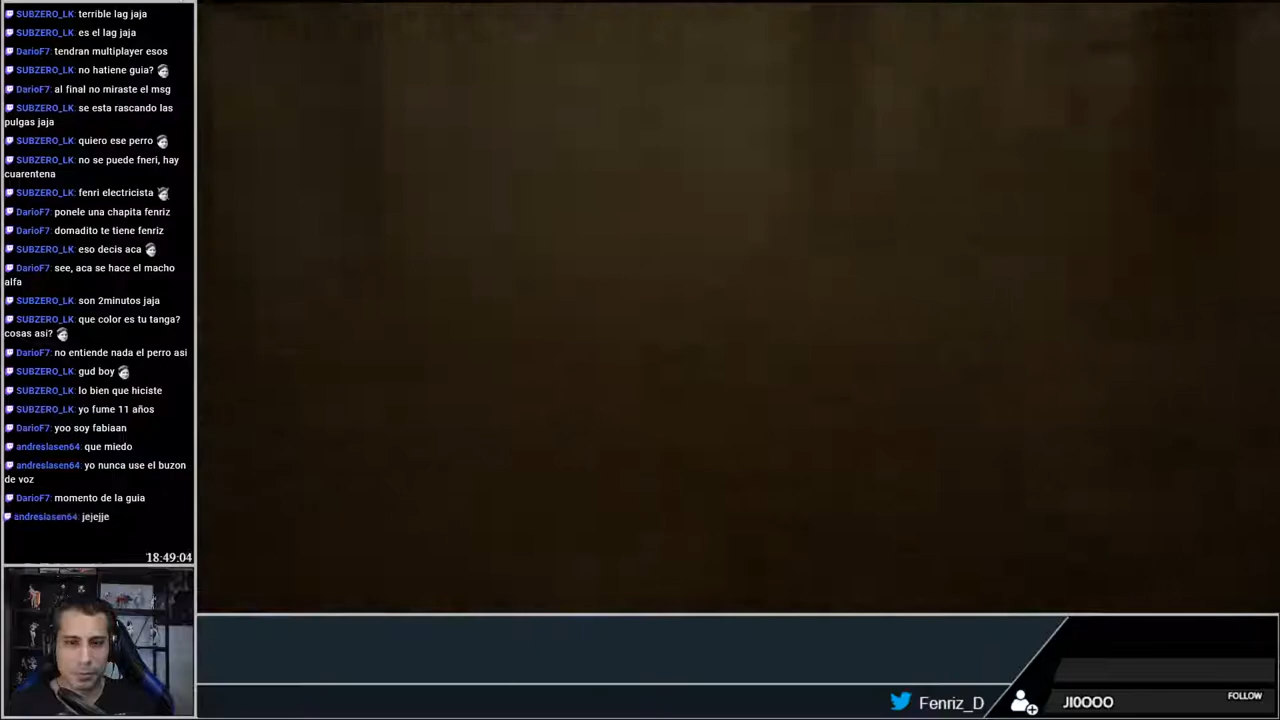 SUBZERO_LK: terrible lag jaja
SUBZERO_LK: es el lag jaja
DarioF7: tendran multiplayer esos
SUBZERO_LK: no hatiene guia?
DarioF7: al final no miraste el msg
SUBZERO_LK: se esta rascando las
pulgas jaja
SUBZERO_LK: quiero ese perro
SUBZERO_LK: no se puede fneri, hay
cuarentena
SUBZERO_LK: fenri electricista
DarioF7: ponele una chapita fenriz
DarioF7: domadito te tiene fenriz
SUBZERO_LK: eso decis aca
DarioF7: see, aca se hace el macho
alfa
SUBZERO_LK: son 2minutos jaja
SUBZERO_LK: que color es tu tanga?
cosas asi?
DarioF7: no entiende nada el perro asi
SUBZERO_LK: gud boy
SUBZERO_LK: lo bien que hiciste
SUBZERO_LK: yo fume 11 años
DarioF7: yoo soy fabiaan
andreslasen64: que miedo
andreslasen64: yo nunca use el buzon
de voz
DarioF7: momento de la guia
andreslasen64: jejejje
18:49:04
Fenriz_D
JI0OOO
FOLLOW